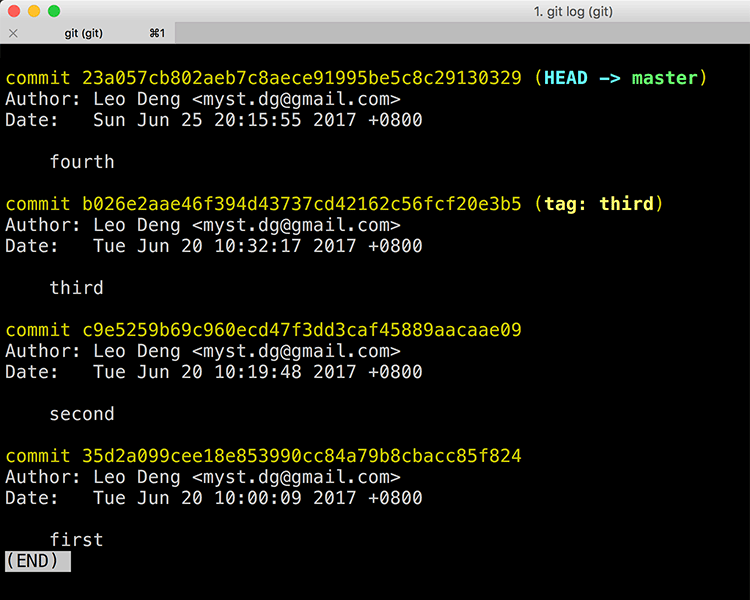 1. git log (git)
git (git) ⌘1
commit 23a057cb802aeb7c8aece91995be5c8c29130329 (HEAD -> master)
Author: Leo Deng <myst.dg@gmail.com>
Date:   Sun Jun 25 20:15:55 2017 +0800
fourth
commit b026e2aae46f394d43737cd42162c56fcf20e3b5 (tag: third)
Author: Leo Deng <myst.dg@gmail.com>
Date:   Tue Jun 20 10:32:17 2017 +0800
third
commit c9e5259b69c960ecd47f3dd3caf45889aacaae09
Author: Leo Deng <myst.dg@gmail.com>
Date:   Tue Jun 20 10:19:48 2017 +0800
second
commit 35d2a099cee18e853990cc84a79b8cbacc85f824
Author: Leo Deng <myst.dg@gmail.com>
Date:   Tue Jun 20 10:00:09 2017 +0800
first
(END)